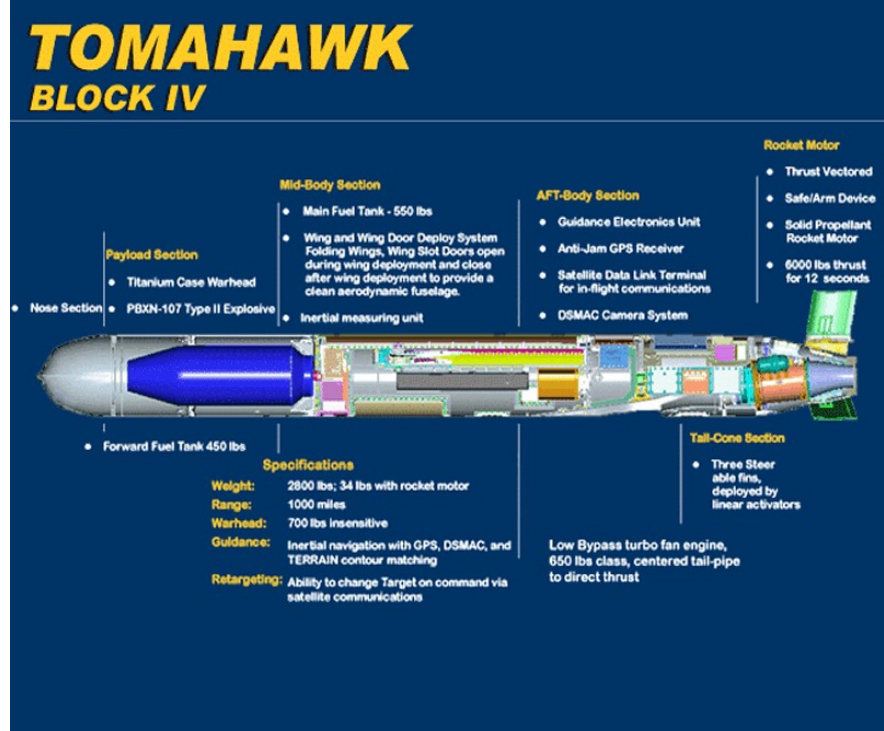 TOMAHAWK
BLOCK IV
Nose Section
Payload Section
Titanium Case Warhead
PBXN-107 Type II Explosive
Mid-Body Section
Main Fuel Tank - 550 lbs
Wing and Wing Door Deploy System
Folding Wings, Wing Slot Doors open
during wing deployment and close
after wing deployment to provide a
clean aerodynamic fuselage.
Inertial measuring unit
AFT-Body Section
Guidance Electronics Unit
Anti-Jam GPS Receiver
Satellite Data Link Terminal
for in-flight communications
DSMAC Camera System
Rocket Motor
Thrust Vectored
Safe/Arm Device
Solid Propellant
Rocket Motor
6000 lbs thrust
for 12 seconds
Forward Fuel Tank 450 lbs
Specifications
Weight: 2800 lbs; 34 lbs with rocket motor
Range: 1000 miles
Warhead: 700 lbs insensitive
Guidance: Inertial navigation with GPS, DSMAC, and
TERRAIN contour matching
Retargeting: Ability to change Target on command via
satellite communications
Low Bypass turbo fan engine,
650 lbs class, centered tail-pipe
to direct thrust
Tail-Cone Section
Three Steer
able fins,
deployed by
linear activators